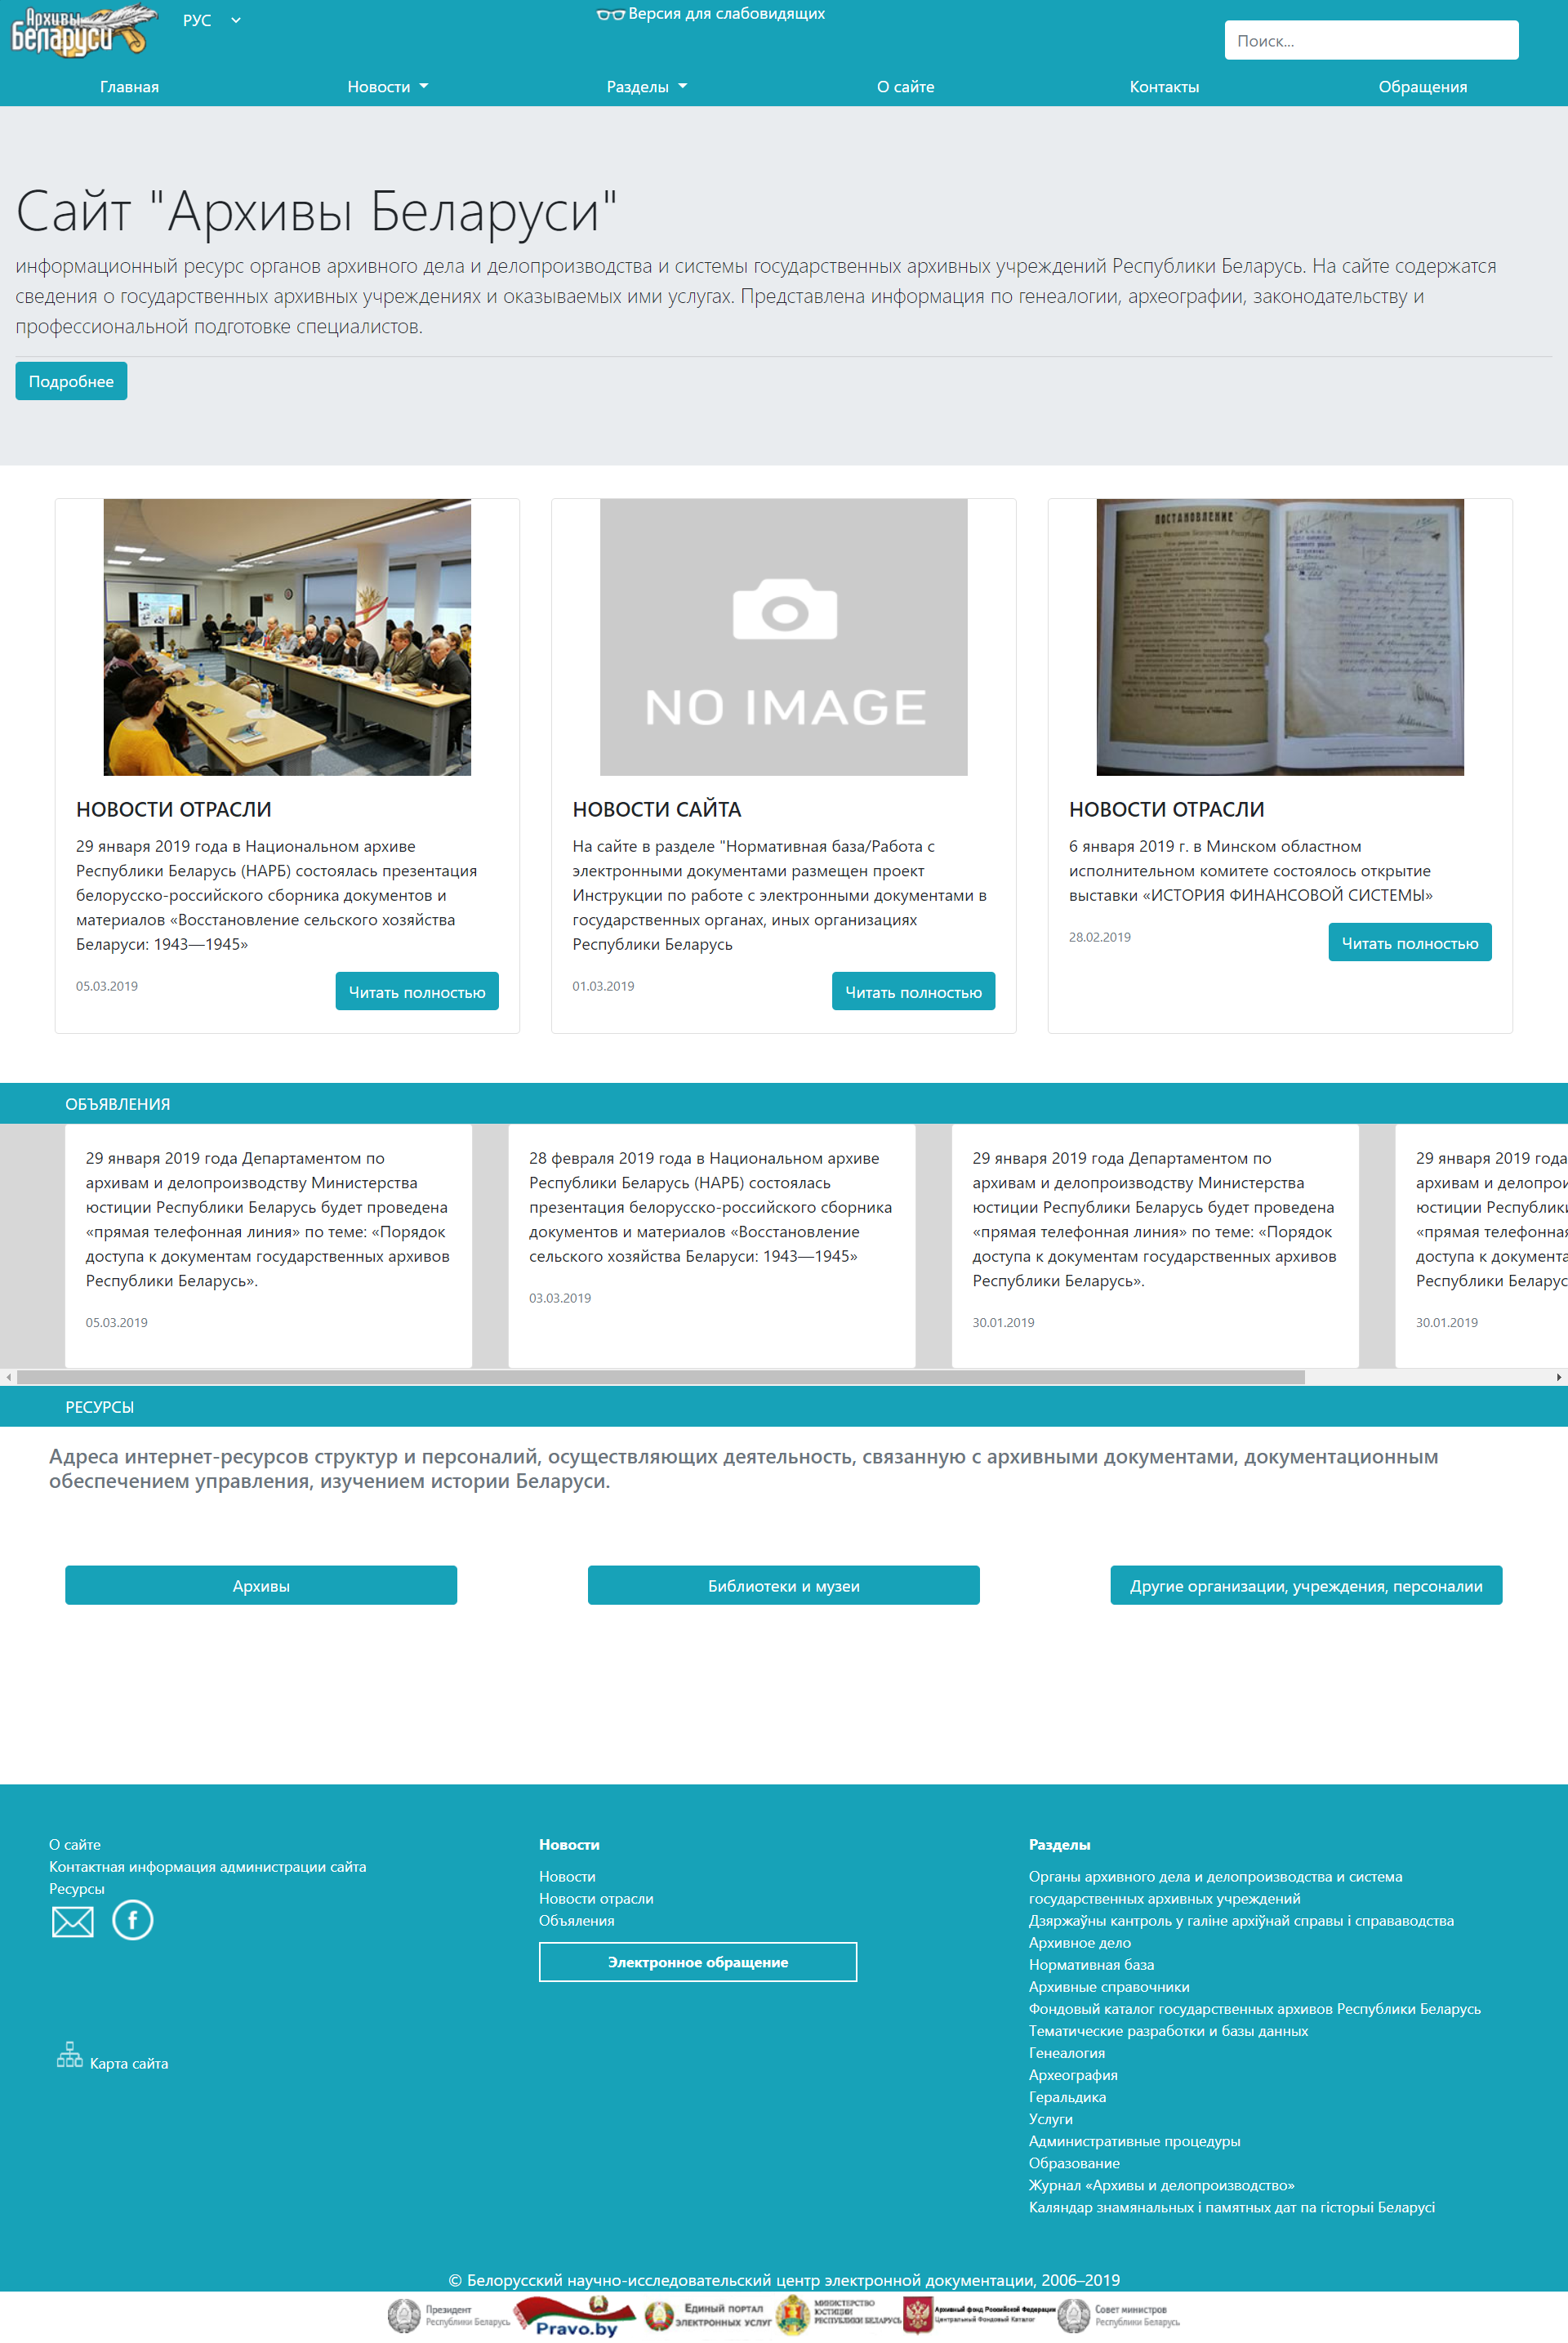 Архивы
Беларуси
РУС
Версия для слабовидящих
Поиск...
Главная
Новости
Разделы
О сайте
Контакты
Обращения
Сайт "Архивы Беларуси"
информационный ресурс органов архивного дела и делопроизводства и системы государственных архивных учреждений Республики Беларусь. На сайте содержатся
сведения о государственных архивных учреждениях и оказываемых ими услугах. Представлена информация по генеалогии, археографии, законодательству и
профессиональной подготовке специалистов.
Подробнее
НОВОСТИ ОТРАСЛИ
29 января 2019 года в Национальном архиве
Республики Беларусь (НАРБ) состоялась презентация
белорусско-российского сборника документов и
материалов «Восстановление сельского хозяйства
Беларуси: 1943—1945»
05.03.2019
Читать полностью
NO IMAGE
НОВОСТИ САЙТА
На сайте в разделе "Нормативная база/Работа с
электронными документами размещен проект
Инструкции по работе с электронными документами в
государственных органах, иных организациях
Республики Беларусь
01.03.2019
Читать полностью
ПОСТАНОВЛЕНИЕ
НОВОСТИ ОТРАСЛИ
6 января 2019 г. в Минском областном
исполнительном комитете состоялось открытие
выставки «ИСТОРИЯ ФИНАНСОВОЙ СИСТЕМЫ»
28.02.2019
Читать полностью
ОБЪЯВЛЕНИЯ
29 января 2019 года Департаментом по
архивам и делопроизводству Министерства
юстиции Республики Беларусь будет проведена
«прямая телефонная линия» по теме: «Порядок
доступа к документам государственных архивов
Республики Беларусь».
05.03.2019
28 февраля 2019 года в Национальном архиве
Республики Беларусь (НАРБ) состоялась
презентация белорусско-российского сборника
документов и материалов «Восстановление
сельского хозяйства Беларуси: 1943—1945»
03.03.2019
29 января 2019 года Департаментом по
архивам и делопроизводству Министерства
юстиции Республики Беларусь будет проведена
«прямая телефонная линия» по теме: «Порядок
доступа к документам государственных архивов
Республики Беларусь».
30.01.2019
29 января 2019 года
архивам и делопрои
юстиции Республики
«прямая телефонная
доступа к документа
Республики Беларус
30.01.2019
РЕСУРСЫ
Адреса интернет-ресурсов структур и персоналий, осуществляющих деятельность, связанную с архивными документами, документационным
обеспечением управления, изучением истории Беларуси.
Архивы
Библиотеки и музеи
Другие организации, учреждения, персоналии
О сайте
Контактная информация администрации сайта
Ресурсы
Карта сайта
Новости
Новости
Новости отрасли
Объяления
Электронное обращение
Разделы
Органы архивного дела и делопроизводства и система
государственных архивных учреждений
Дзяржаўны кантроль у галіне архіўнай справы і справаводства
Архивное дело
Нормативная база
Архивные справочники
Фондовый каталог государственных архивов Республики Беларусь
Тематические разработки и базы данных
Генеалогия
Археография
Геральдика
Услуги
Административные процедуры
Образование
Журнал «Архивы и делопроизводство»
Каляндар знамянальных і памятных дат па гісторыі Беларусі
© Белорусский научно-исследовательский центр электронной документации, 2006–2019
Президент
Республики Беларусь
Pravo.by
Единый портал
электронных услуг
МИНИСТЕРСТВО
ЮСТИЦИИ
РЕСПУБЛИКИ БЕЛАРУСЬ
Архивный фонд Российской Федерации
Центральный Фондовый Каталог
Совет министров
Республики Беларусь